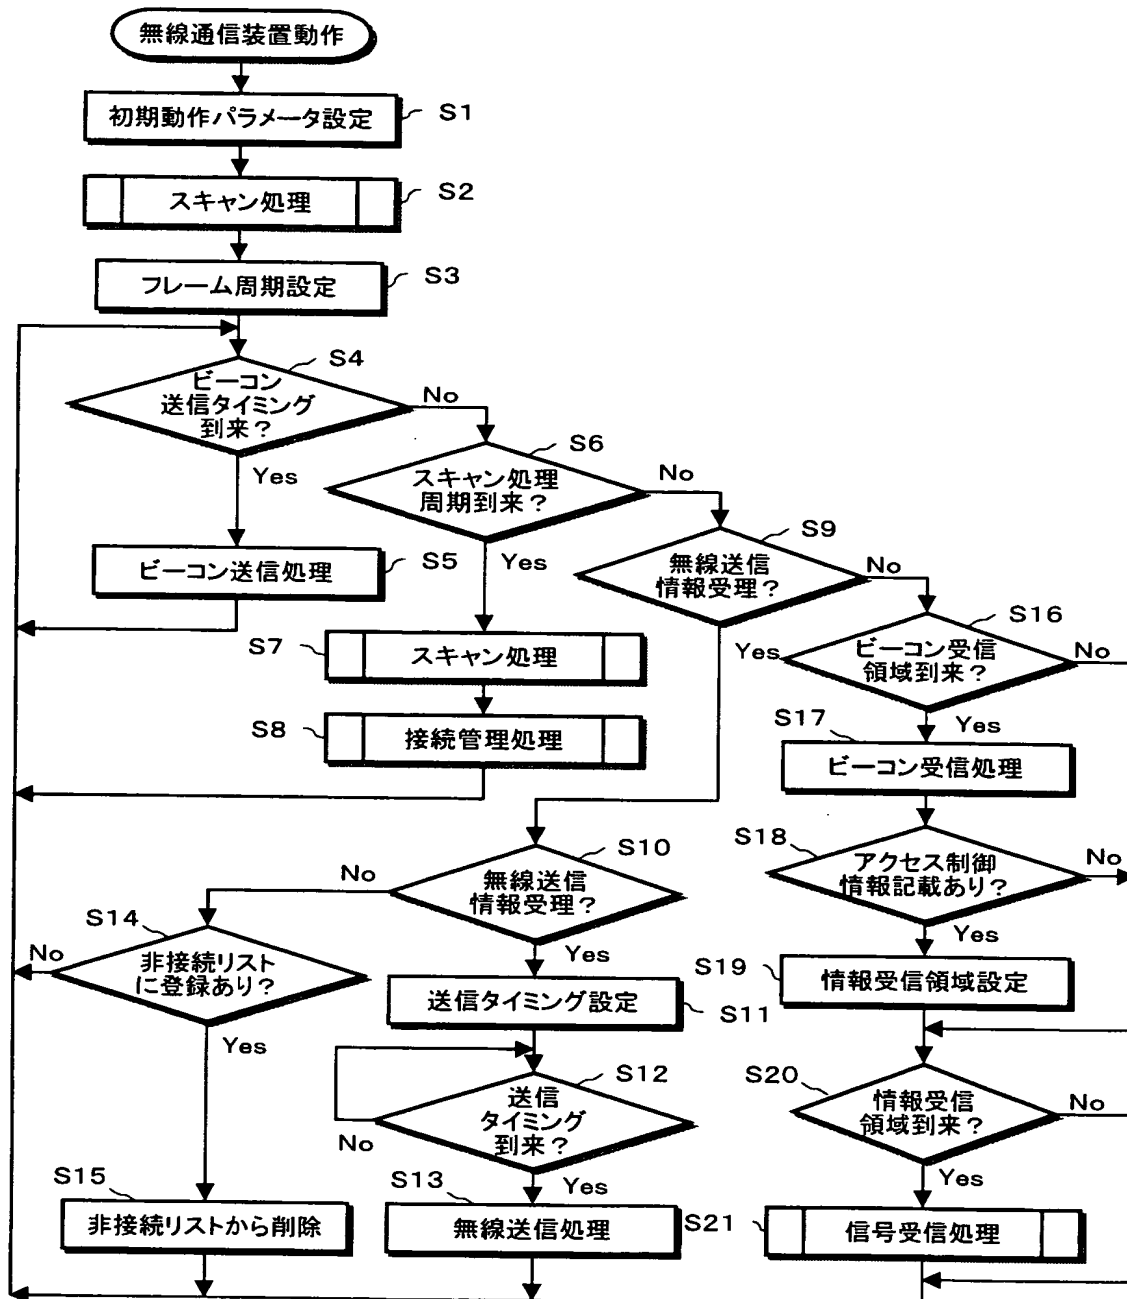 無線通信装置動作
初期動作パラメータ設定
S1
スキャン処理
S2
フレーム周期設定
S3
S4
ビーコン
送信タイミング
到来?
No
Yes
S6
スキャン処理
周期到来?
No
Yes
ビーコン送信処理
S5
S9
無線送信
情報受理?
No
Yes
S7
スキャン処理
S8
接続管理処理
S16
ビーコン受信
領域到来?
No
Yes
S17
ビーコン受信処理
S18
アクセス制御
情報記載あり?
No
Yes
S10
無線送信
情報受理?
No
Yes
S14
非接続リスト
に登録あり?
No
Yes
送信タイミング設定
S11
S19
情報受信領域設定
S12
送信
タイミング
到来?
No
Yes
S20
情報受信
領域到来?
No
Yes
S15
非接続リストから削除
S13
無線送信処理
S21
信号受信処理